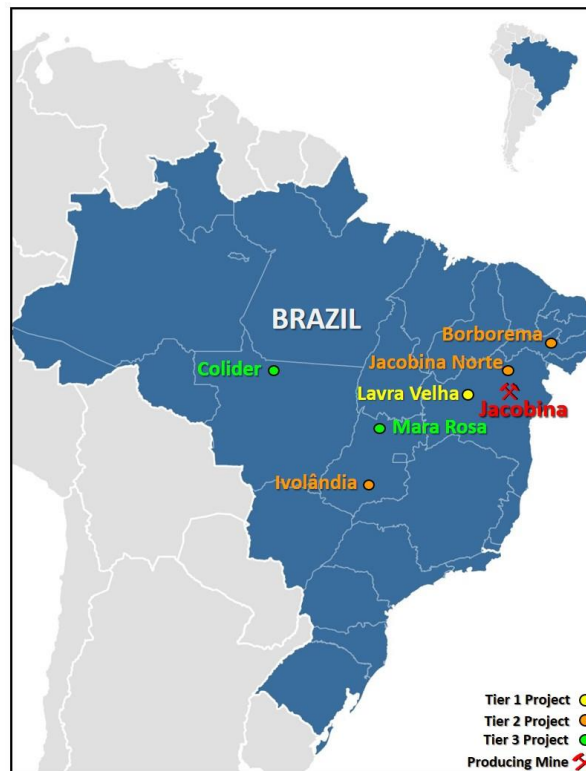 BRAZIL
Borborema
Jacobina Norte
Colider
Lavra Velha
Jacobina
Mara Rosa
Ivolândia
Tier 1 Project
Tier 2 Project
Tier 3 Project
Producing Mine